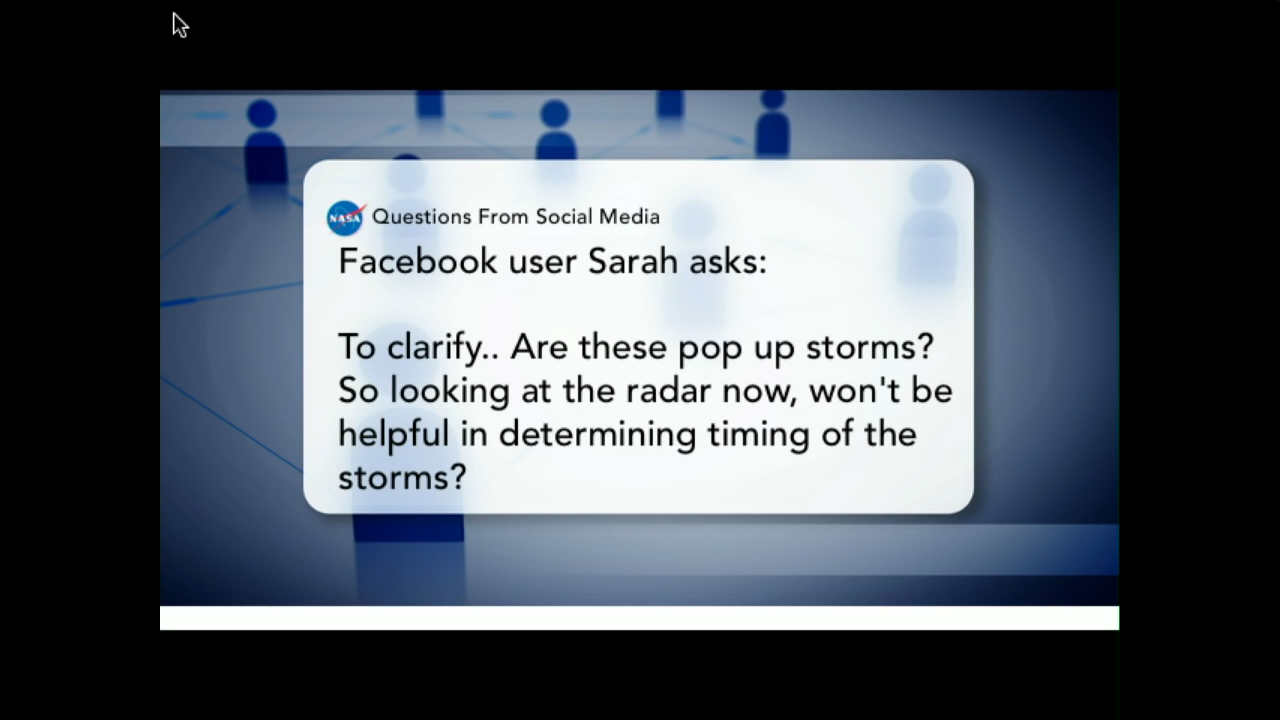 NASA
Questions From Social Media
Facebook user Sarah asks:
To clarify.. Are these pop up storms?
So looking at the radar now, won't be
helpful in determining timing of the
storms?